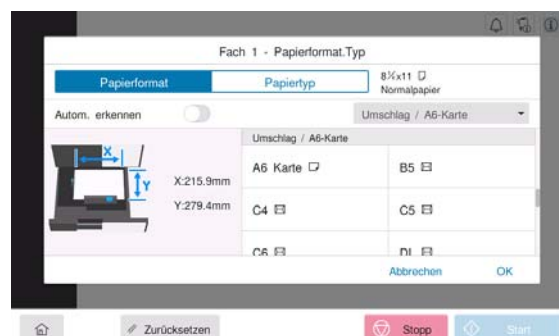 Fach 1 - Papierformat.Typ
Papierformat
Papiertyp
8½x11
Normalpapier
Autom. erkennen
Umschlag / A6-Karte
Umschlag / A6-Karte
X
Y
X:215.9mm
Y:279.4mm
A6 Karte
B5
C4
C5
C6
DL
Abbrechen
OK
Zurücksetzen
Stopp
Start